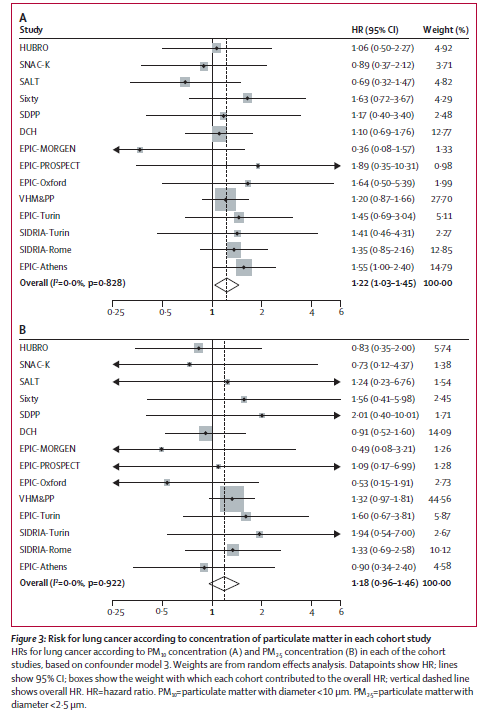 A
Study HR (95% CI) Weight (%)
HUBRO 1·06 (0·50–2·27) 4·92
SNAC-K 0·89 (0·37–2·12) 3·71
SALT 0·69 (0·32–1·47) 4·82
Sixty 1·63 (0·72–3·67) 4·29
SDPP 1·17 (0·40–3·40) 2·48
DCH 1·10 (0·69–1·76) 12·77
EPIC-MORGEN 0·36 (0·08–1·57) 1·33
EPIC-PROSPECT 1·89 (0·35–10·31) 0·98
EPIC-Oxford 1·64 (0·50–5·39) 1·99
VHM&PP 1·20 (0·87–1·66) 27·70
EPIC-Turin 1·45 (0·69–3·04) 5·11
SIDRIA-Turin 1·41 (0·46–4·31) 2·27
SIDRIA-Rome 1·35 (0·85–2·16) 12·85
EPIC-Athens 1·55 (1·00–2·40) 14·79
Overall (I²=0·0%, p=0·828) 1·22 (1·03–1·45) 100·00
0·25 0·5 1 2 4 6
B
HUBRO 0·83 (0·35–2·00) 5·74
SNAC-K 0·73 (0·12–4·37) 1·38
SALT 1·24 (0·23–6·76) 1·54
Sixty 1·56 (0·41–5·98) 2·45
SDPP 2·01 (0·40–10·01) 1·71
DCH 0·91 (0·52–1·60) 14·09
EPIC-MORGEN 0·49 (0·08–3·21) 1·26
EPIC-PROSPECT 1·09 (0·17–6·99) 1·28
EPIC-Oxford 0·53 (0·15–1·91) 2·73
VHM&PP 1·32 (0·97–1·81) 44·56
EPIC-Turin 1·60 (0·67–3·81) 5·87
SIDRIA-Turin 1·94 (0·54–7·00) 2·67
SIDRIA-Rome 1·33 (0·69–2·58) 10·12
EPIC-Athens 0·90 (0·34–2·40) 4·58
Overall (I²=0·0%, p=0·922) 1·18 (0·96–1·46) 100·00
0·25 0·5 1 2 4 6
Figure 3: Risk for lung cancer according to concentration of particulate matter in each cohort study
HRs for lung cancer according to PM₁₀ concentration (A) and PM₂·₅ concentration (B) in each of the cohort
studies, based on confounder model 3. Weights are from random effects analysis. Datapoints show HR; lines
show 95% CI; boxes show the weight with which each cohort contributed to the overall HR; vertical dashed line
shows overall HR. HR=hazard ratio. PM₁₀=particulate matter with diameter <10 μm. PM₂·₅=particulate matter with
diameter <2·5 μm.